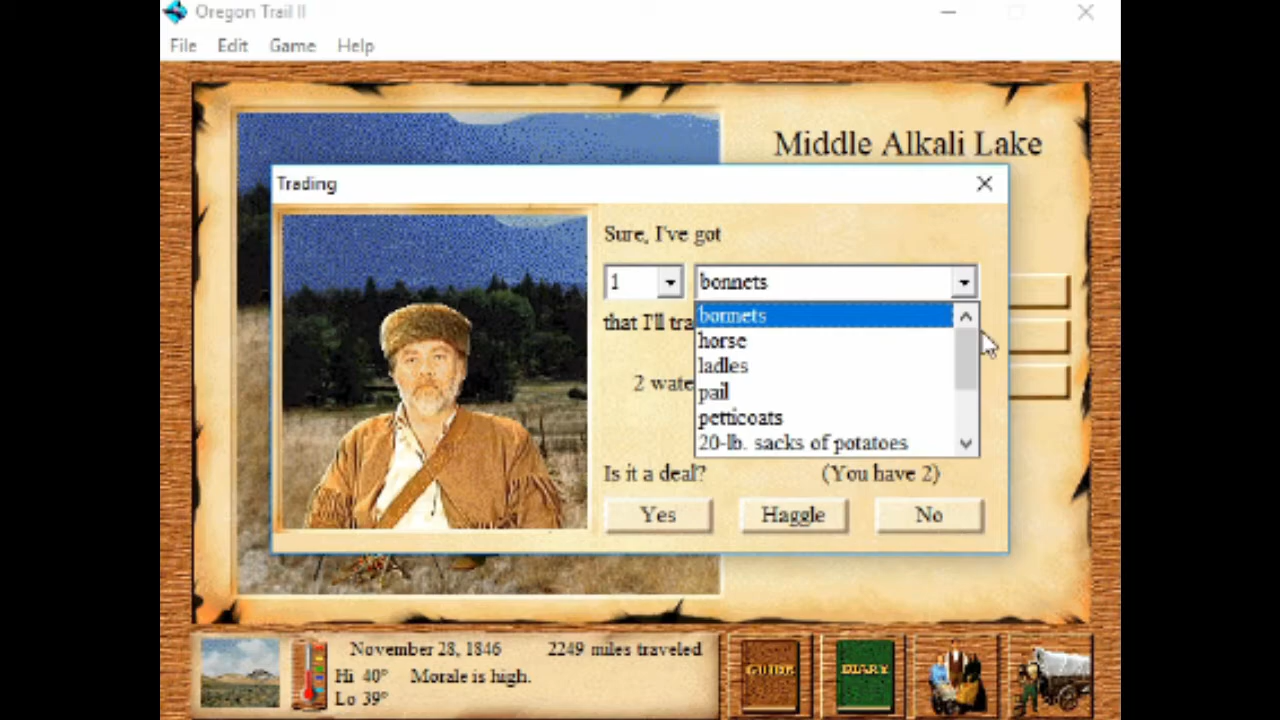 Oregon Trail II
File Edit Game Help
Middle Alkali Lake
Trading
Sure, I've got
1 bonnets
bonnets
that I'll tra
horse
ladles
2 wate
pail
petticoats
20-lb. sacks of potatoes
Is it a deal? (You have 2)
Yes Haggle No
November 28, 1846 2249 miles traveled
Hi 40° Morale is high.
Lo 39°
GUIDE DIARY